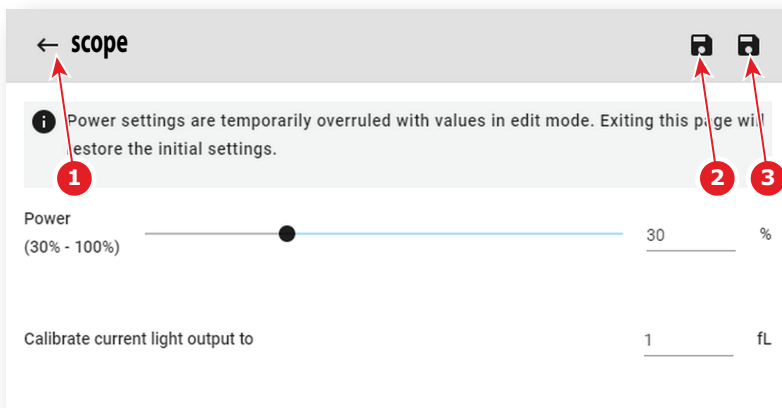 scope
Power settings are temporarily overruled with values in edit mode. Exiting this page will
restore the initial settings.
1
2
3
Power
(30% - 100%)
30
%
Calibrate current light output to
1
fL